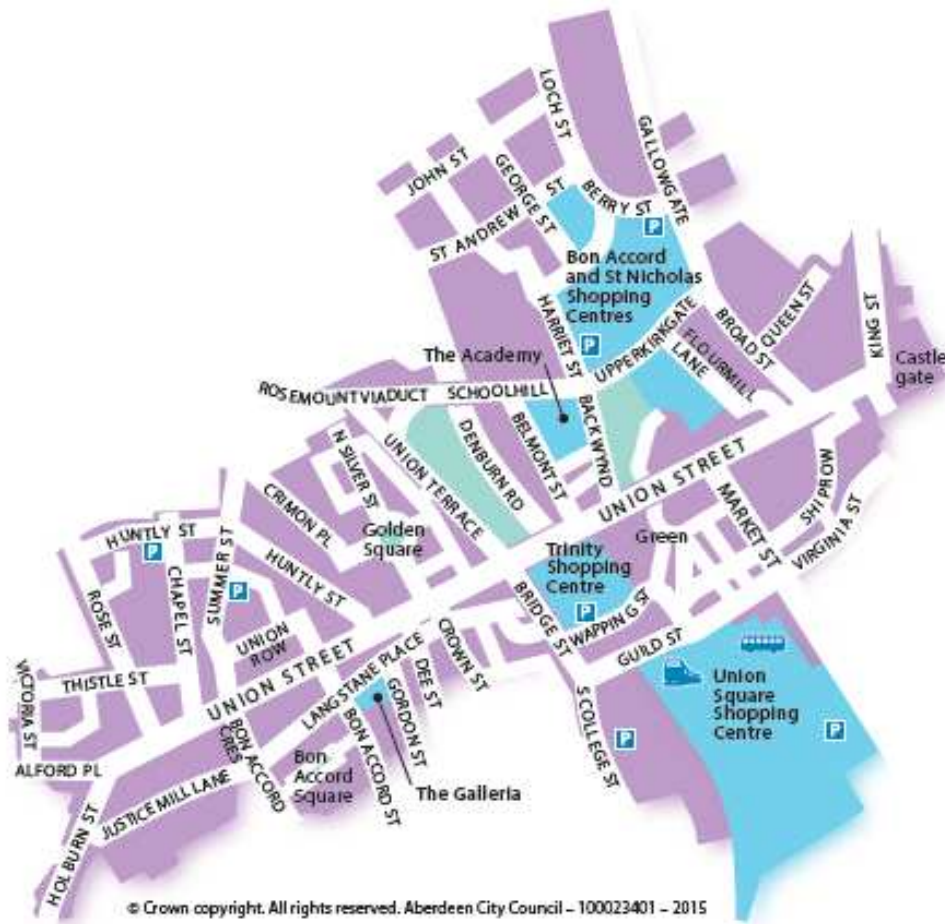 LOCH ST
GALLOWGATE
JOHN ST
GEORGE ST
ST ANDREW ST
BERRY ST
P
Bon Accord
and St Nicholas
Shopping
Centres
HARRIET ST
P
UPPERKIRKGATE
FLOURMILL
LANE
BROAD ST
QUEEN ST
KING
ST
Castle
gate
The Academy
ROSEMOUNT VIADUCT
SCHOOLHILL
BACK WYND
BELMONT ST
DENBURN RD
UNION TERRACE
N SILVER ST
UNION STREET
MARKET ST
SHIPROW
VIRGINIA ST
CRIMON PL
Golden
Square
Green
Trinity
Shopping
Centre
P
HUNTLY ST
P
CHAPEL ST
SUMMER ST
P
HUNTLY ST
ROSE ST
UNION
ROW
BRIDGE ST
WAPPING ST
GUILD ST
CROWN ST
DEE ST
GORDON ST
LANGSTANE PLACE
UNION STREET
THISTLE ST
VICTORIA ST
Union
Square
Shopping
Centre
P
S COLLEGE ST
P
BON ACCORD
CRES
BON ACCORD ST
Bon
Accord
Square
The Galleria
ALFORD PL
JUSTICE MILL LANE
HOLBURN ST
© Crown copyright. All rights reserved. Aberdeen City Council – 100023401 – 2015